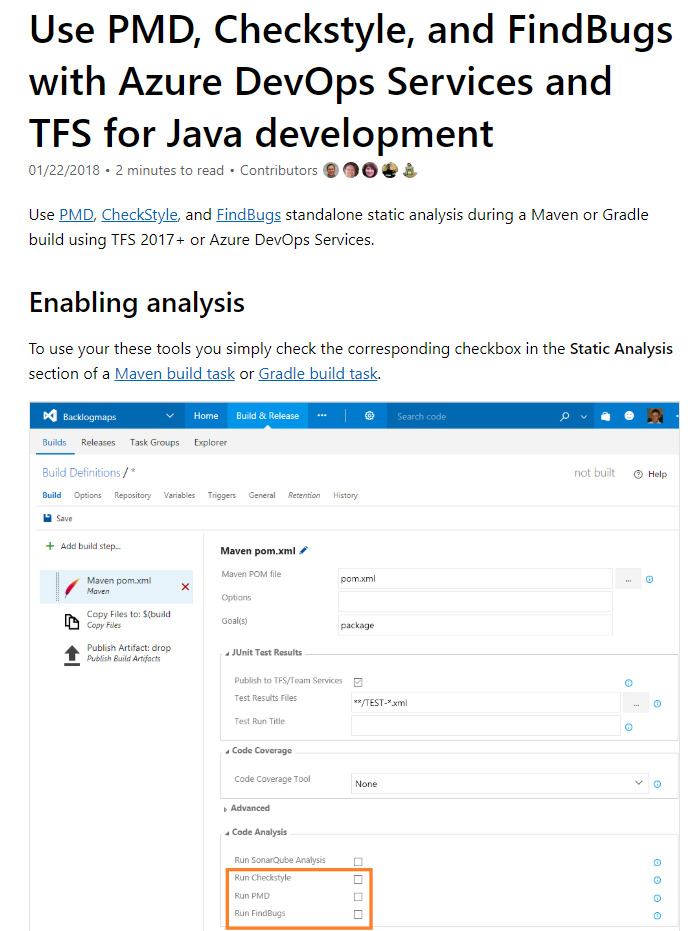 Use PMD, Checkstyle, and FindBugs
with Azure DevOps Services and
TFS for Java development
01/22/2018 • 2 minutes to read • Contributors
Use PMD, CheckStyle, and FindBugs standalone static analysis during a Maven or Gradle
build using TFS 2017+ or Azure DevOps Services.
Enabling analysis
To use your these tools you simply check the corresponding checkbox in the Static Analysis
section of a Maven build task or Gradle build task.
Backlogmaps Home Build & Release ••• Search code
Builds Releases Task Groups Explorer
Build Definitions / * not built Help
Build Options Repository Variables Triggers General Retention History
Save
+ Add build step...
Maven pom.xml
Maven
Copy Files to: $(build
Copy Files
Publish Artifact: drop
Publish Build Artifacts
Maven pom.xml
Maven POM file pom.xml ...
Options
Goal(s) package
JUnit Test Results
Publish to TFS/Team Services
Test Results Files **/TEST-*.xml ...
Test Run Title
Code Coverage
Code Coverage Tool None
Advanced
Code Analysis
Run SonarQube Analysis
Run Checkstyle
Run PMD
Run FindBugs